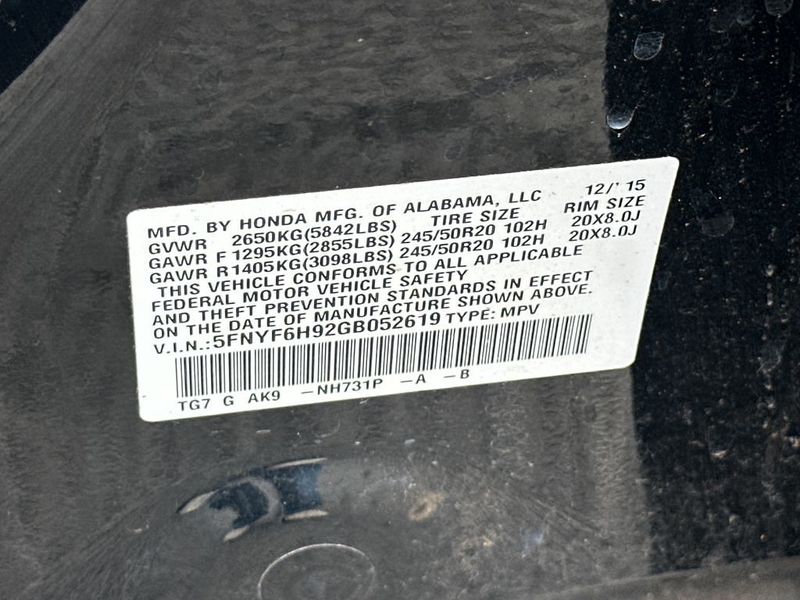 MFD. BY HONDA MFG. OF ALABAMA, LLC 12/'15
GVWR 2650KG(5842LBS) TIRE SIZE RIM SIZE
GAWR F 1295KG(2855LBS) 245/50R20 102H 20X8.0J
GAWR R1405KG(3098LBS) 245/50R20 102H 20X8.0J
THIS VEHICLE CONFORMS TO ALL APPLICABLE
FEDERAL MOTOR VEHICLE SAFETY
AND THEFT PREVENTION STANDARDS IN EFFECT
ON THE DATE OF MANUFACTURE SHOWN ABOVE.
V.I.N.:5FNYF6H92GB052619 TYPE: MPV
TG7 G AK9 -NH731P -A -B